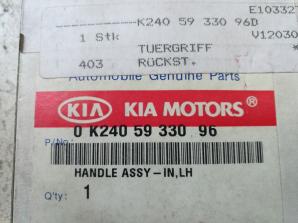 E10332
K240 59 330 96D
1 Stk
V12030
TUERGRIFF
403 RÜCKST.
Automobile Genuine Parts
KIA KIA MOTORS®
P/No: 0 K240 59 330 96
HANDLE ASSY-IN,LH
Q'ty: 1